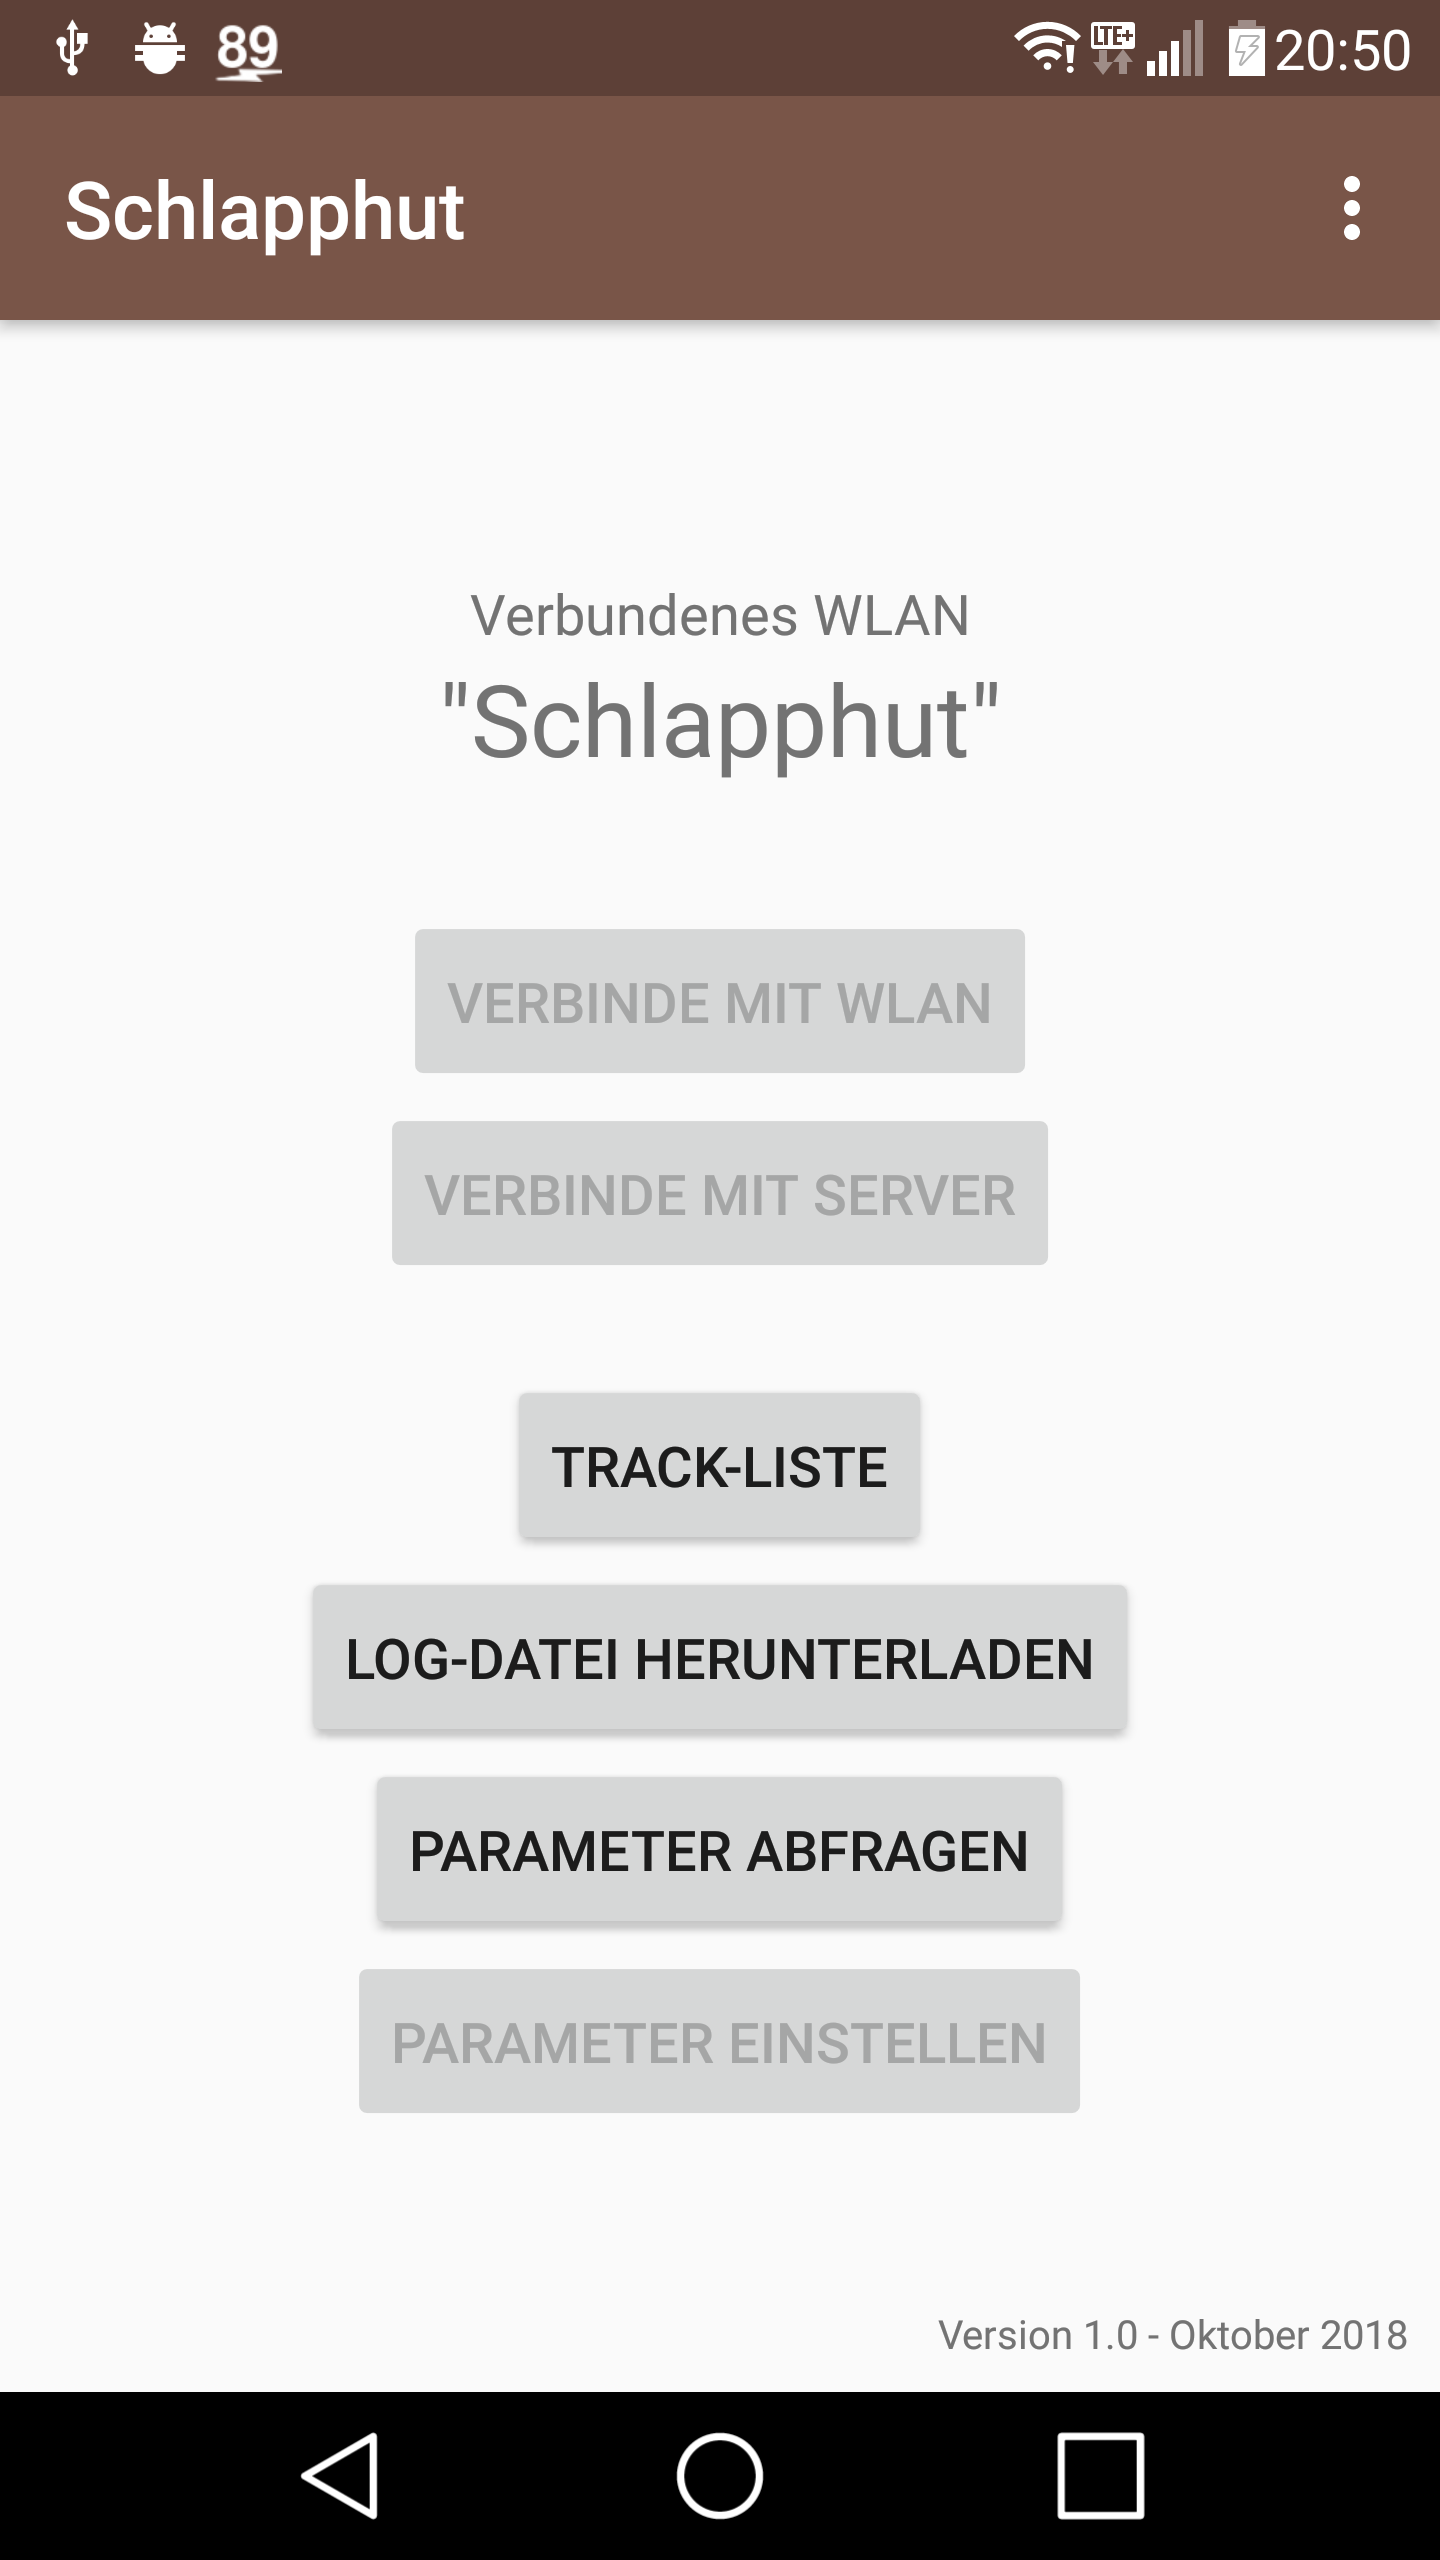 89
LTE+
20:50
Schlapphut
Verbundenes WLAN
"Schlapphut"
VERBINDE MIT WLAN
VERBINDE MIT SERVER
TRACK-LISTE
LOG-DATEI HERUNTERLADEN
PARAMETER ABFRAGEN
PARAMETER EINSTELLEN
Version 1.0 - Oktober 2018